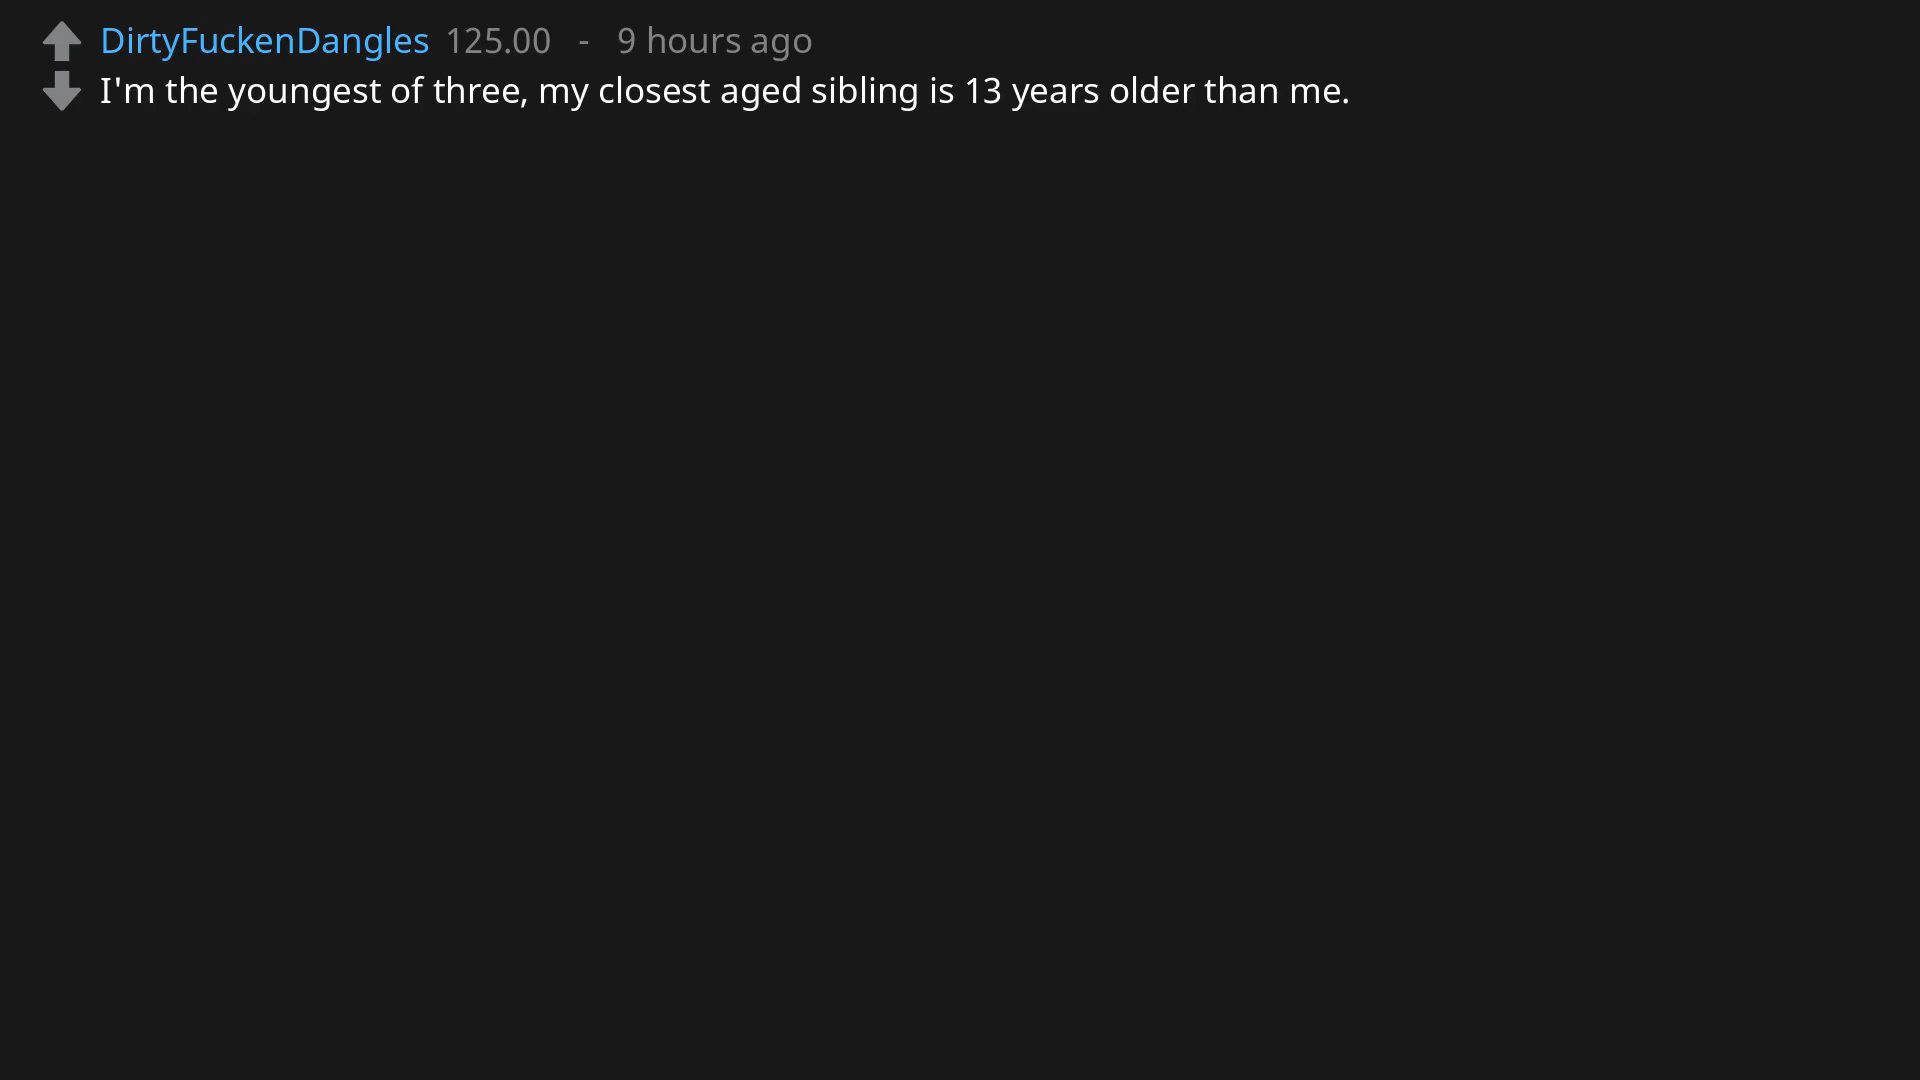 DirtyFuckenDangles 125.00 - 9 hours ago
I'm the youngest of three, my closest aged sibling is 13 years older than me.